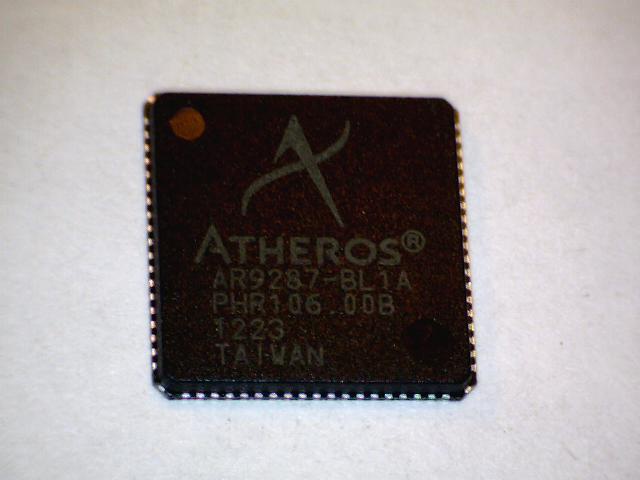 ATHEROS®
AR9287-BL1A
PHR106.00B
1223
TAIWAN